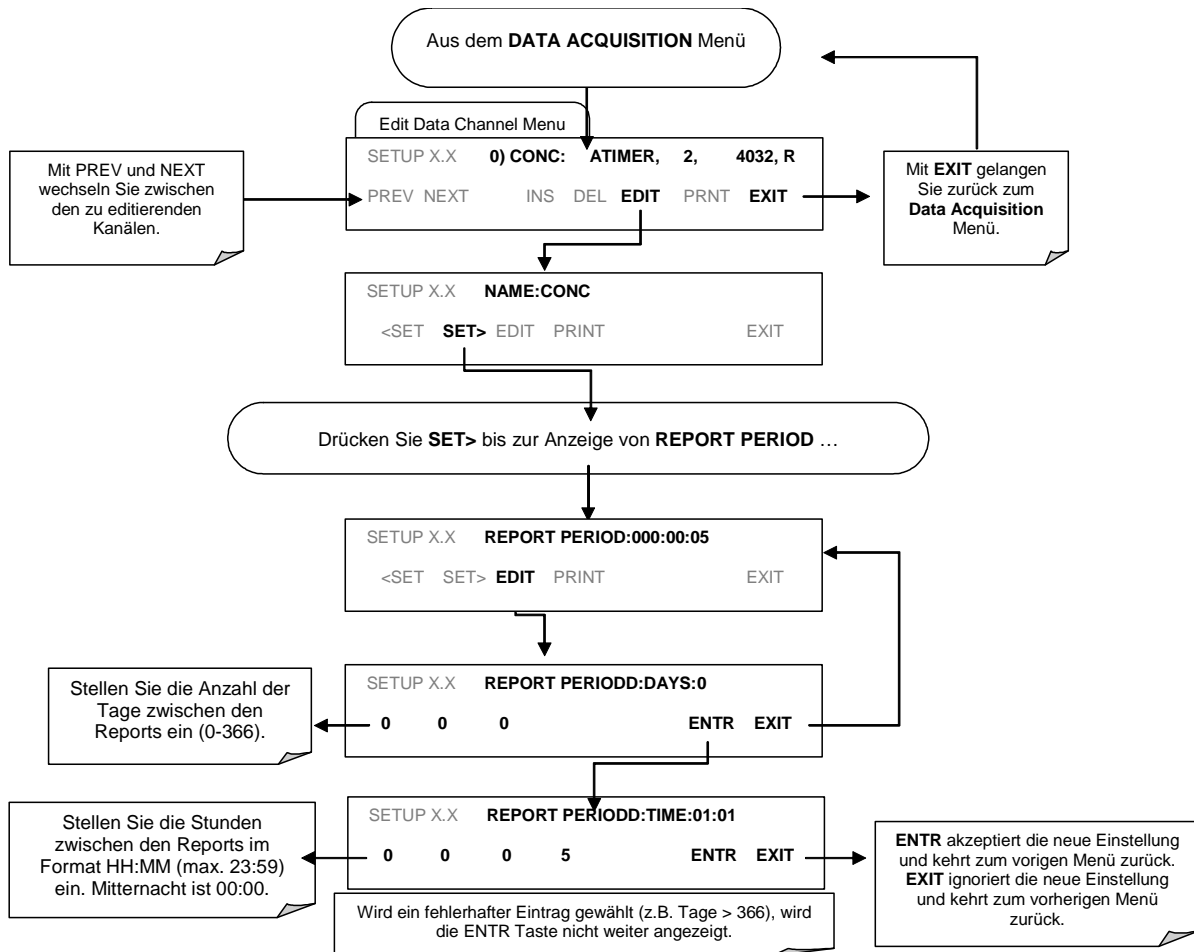 Aus dem DATA ACQUISITION Menü
Edit Data Channel Menu
SETUP X.X 0) CONC: ATIMER, 2, 4032, R
PREV NEXT INS DEL EDIT PRNT EXIT
Mit PREV und NEXT
wechseln Sie zwischen
den zu editierenden
Kanälen.
Mit EXIT gelangen
Sie zurück zum
Data Acquisition
Menü.
SETUP X.X NAME:CONC
<SET SET> EDIT PRINT EXIT
Drücken Sie SET> bis zur Anzeige von REPORT PERIOD …
SETUP X.X REPORT PERIOD:000:00:05
<SET SET> EDIT PRINT EXIT
Stellen Sie die Anzahl der
Tage zwischen den
Reports ein (0-366).
SETUP X.X REPORT PERIODD:DAYS:0
0 0 0 ENTR EXIT
Stellen Sie die Stunden
zwischen den Reports im
Format HH:MM (max. 23:59)
ein. Mitternacht ist 00:00.
SETUP X.X REPORT PERIODD:TIME:01:01
0 0 0 5 ENTR EXIT
ENTR akzeptiert die neue Einstellung
und kehrt zum vorigen Menü zurück.
EXIT ignoriert die neue Einstellung
und kehrt zum vorherigen Menü
zurück.
Wird ein fehlerhafter Eintrag gewählt (z.B. Tage > 366), wird
die ENTR Taste nicht weiter angezeigt.